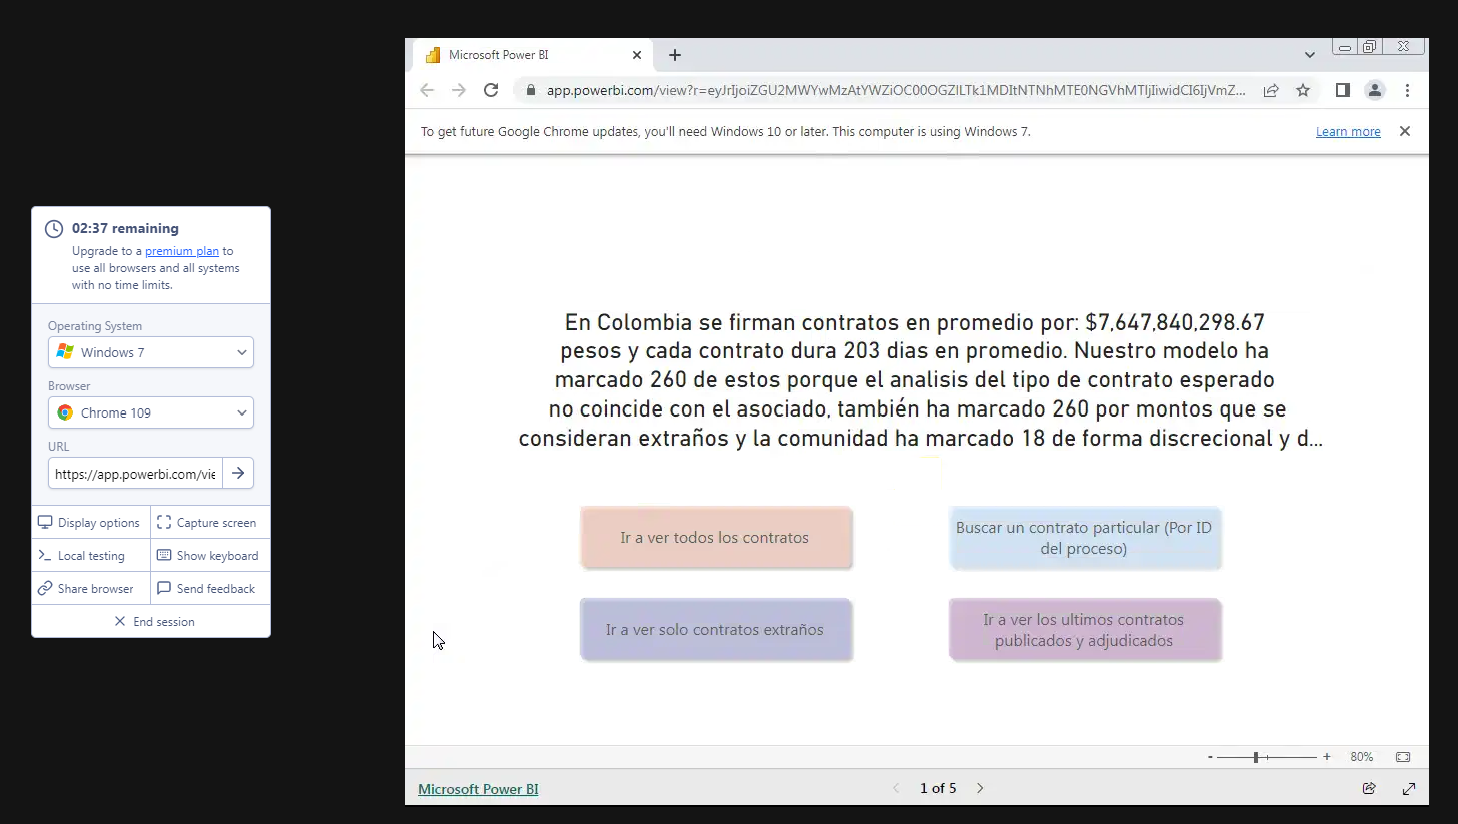 02:37 remaining
Upgrade to a premium plan to
use all browsers and all systems
with no time limits.
Operating System
Windows 7
Browser
Chrome 109
URL
https://app.powerbi.com/vie
Display options
Capture screen
Local testing
Show keyboard
Share browser
Send feedback
End session
Microsoft Power BI
app.powerbi.com/view?r=eyJrIjoiZGU2MWYwMzAtYWZiOC00OGZlLTk1MDItNTNhMTE0NGVhMTljIiwidCI6IjVmZ...
To get future Google Chrome updates, you'll need Windows 10 or later. This computer is using Windows 7.
Learn more
En Colombia se firman contratos en promedio por: $7,647,840,298.67
pesos y cada contrato dura 203 dias en promedio. Nuestro modelo ha
marcado 260 de estos porque el analisis del tipo de contrato esperado
no coincide con el asociado, también ha marcado 260 por montos que se
consideran extraños y la comunidad ha marcado 18 de forma discrecional y d...
Ir a ver todos los contratos
Buscar un contrato particular (Por ID
del proceso)
Ir a ver solo contratos extraños
Ir a ver los ultimos contratos
publicados y adjudicados
- + 80%
Microsoft Power BI
1 of 5